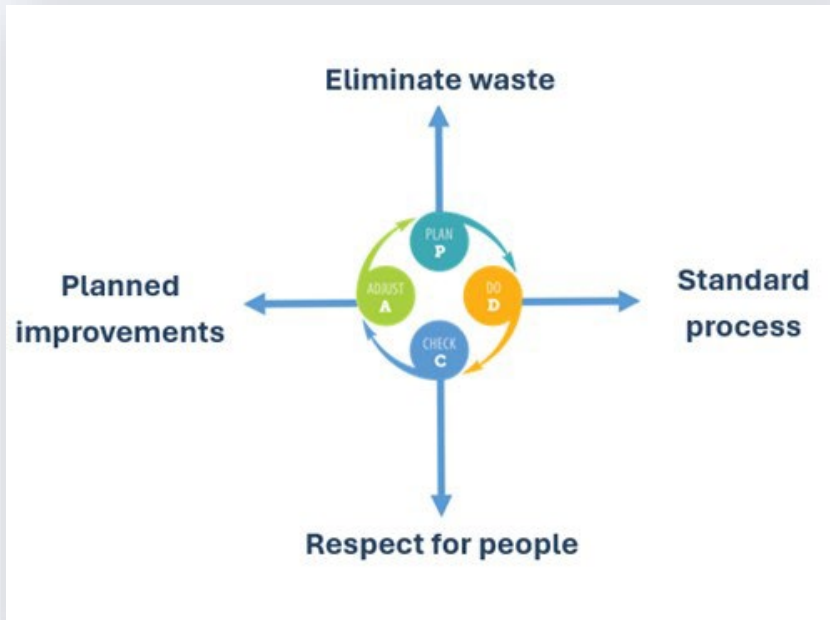 Eliminate waste
PLAN
P
Planned
improvements
ADJUST
A
DO
D
Standard
process
CHECK
C
Respect for people